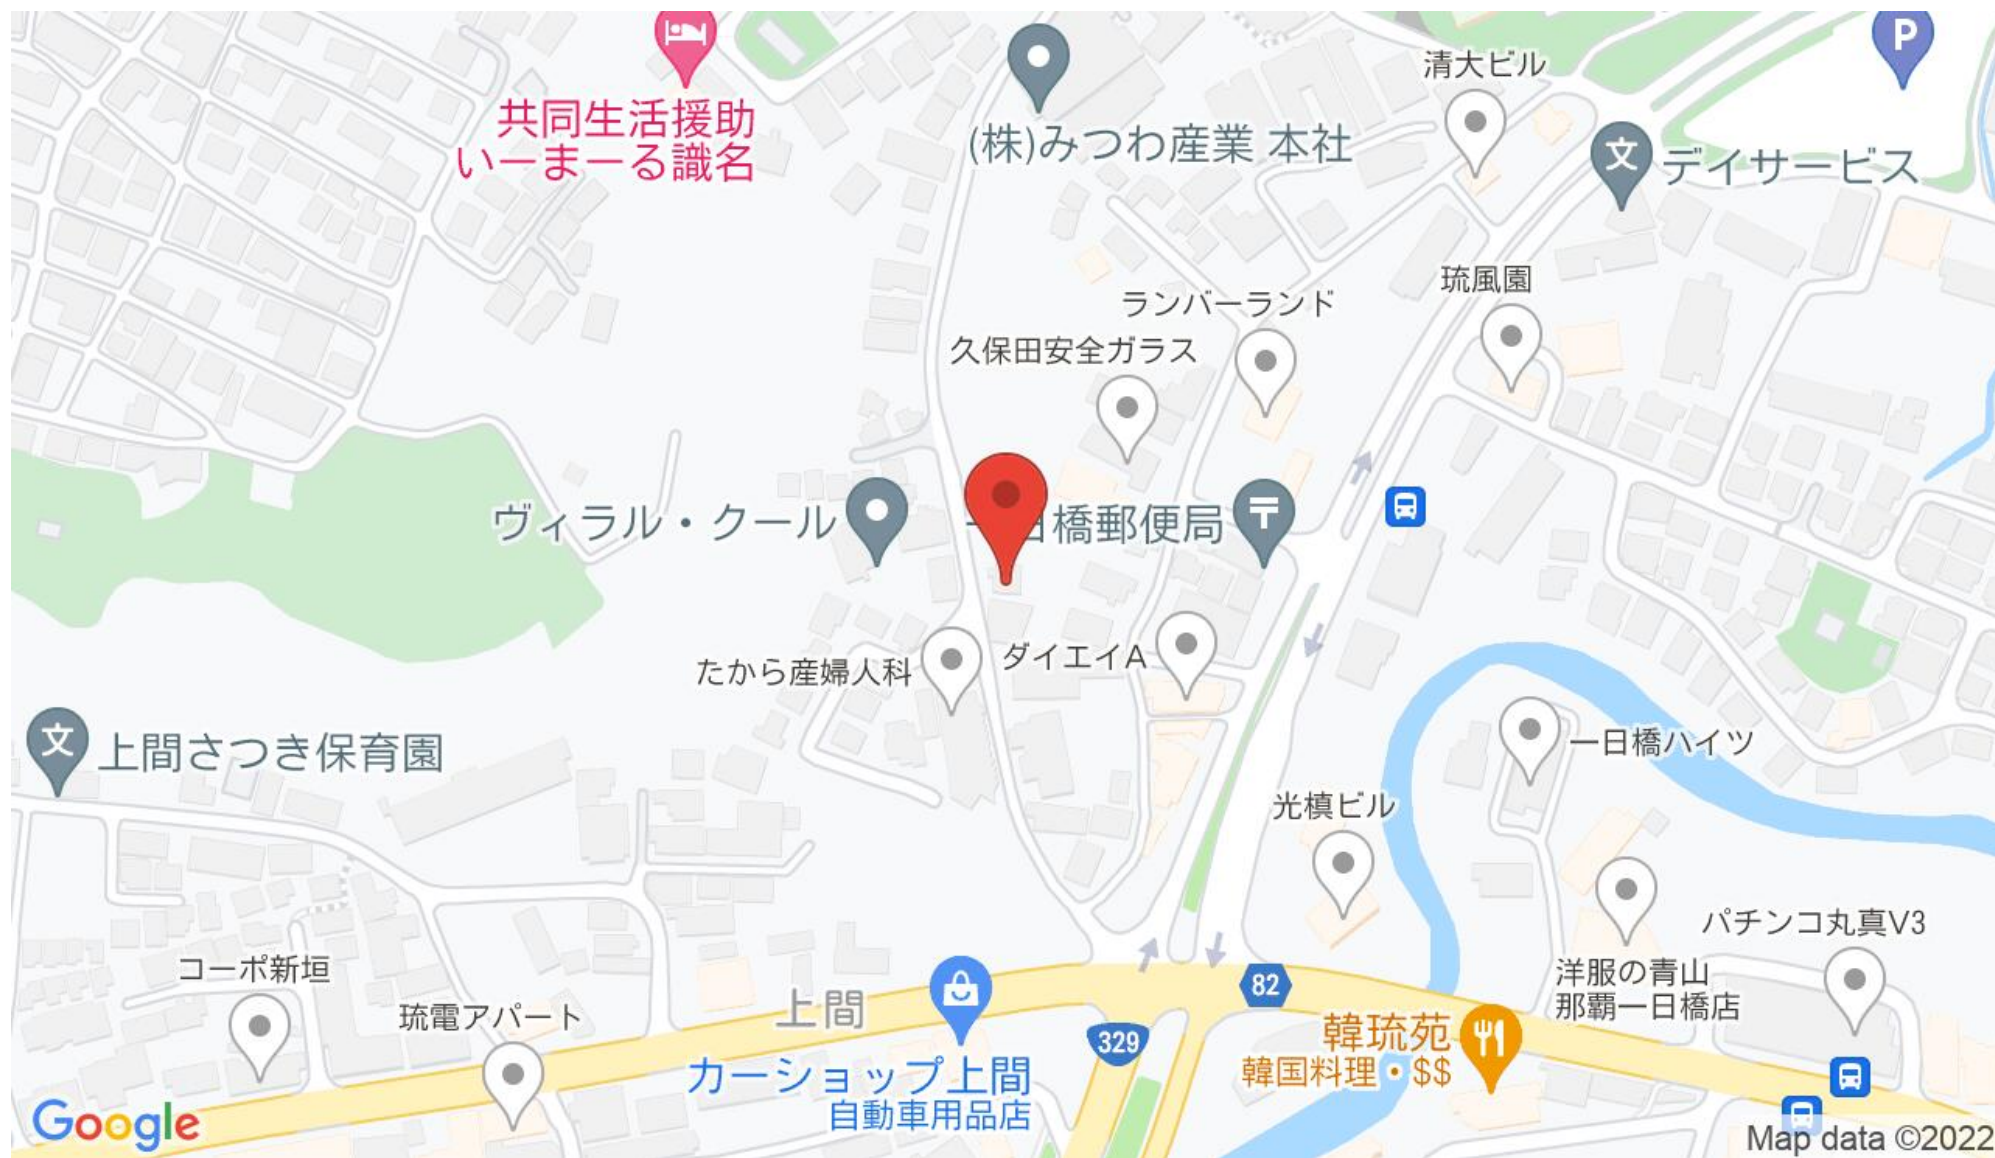 清大ビル
P
共同生活援助
いーまーる識名
(株)みつわ産業 本社
文
デイサービス
琉風園
ランバーランド
久保田安全ガラス
ヴィラル・クール
日橋郵便局
たから産婦人科
ダイエイA
文
上間さつき保育園
一日橋ハイツ
光槙ビル
パチンコ丸真V3
コーポ新垣
洋服の青山
那覇一日橋店
82
琉電アパート
上間
329
韓琉苑
韓国料理・$$
カーショップ上間
自動車用品店
Google
Map data ©2022